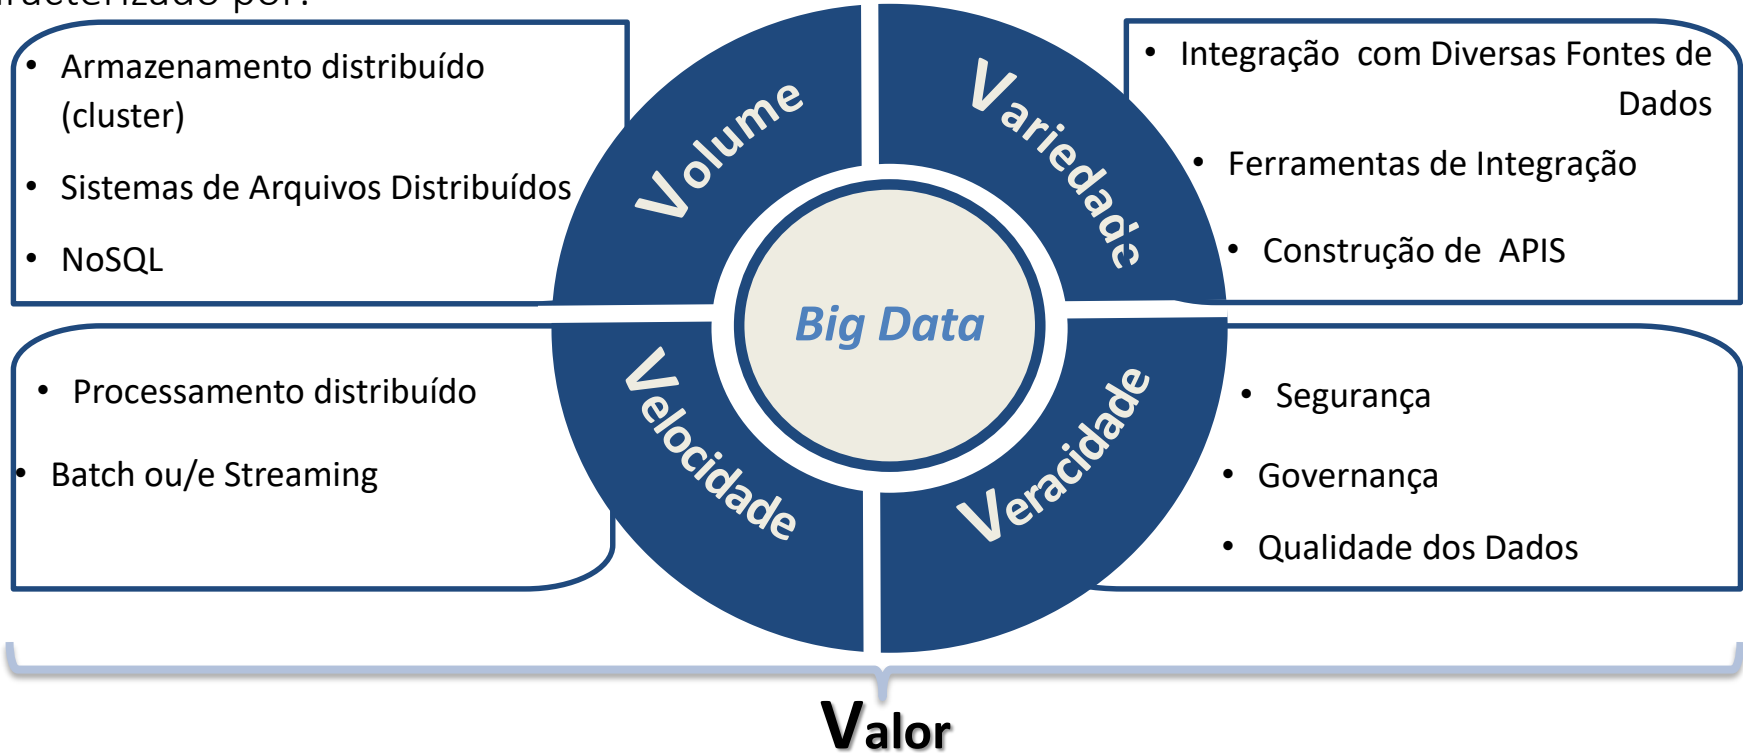 por:
• Armazenamento distribuído
(cluster)
• Sistemas de Arquivos Distribuídos
• NoSQL
Volume
Variedade
• Integração com Diversas Fontes de
Dados
• Ferramentas de Integração
• Construção de APIS
Big Data
• Processamento distribuído
• Batch ou/e Streaming
Velocidade
Veracidade
• Segurança
• Governança
• Qualidade dos Dados
Valor